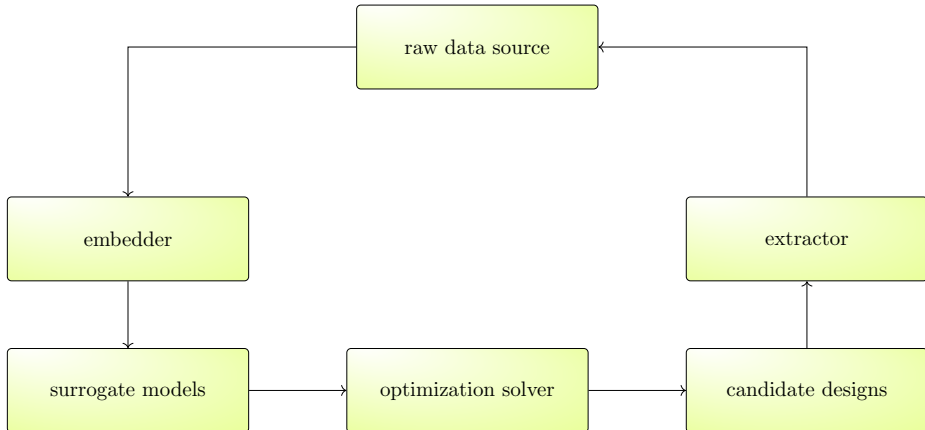 raw data source
embedder
extractor
surrogate models
optimization solver
candidate designs